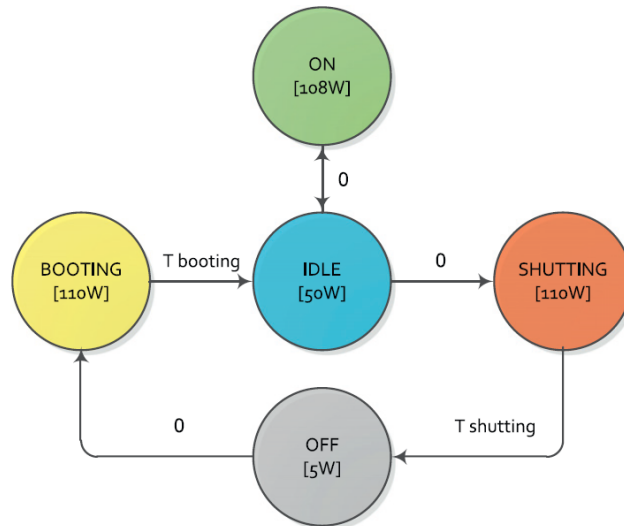 ON
[108W]
0
BOOTING
[110W]
T booting
IDLE
[50W]
0
SHUTTING
[110W]
0
OFF
[5W]
T shutting